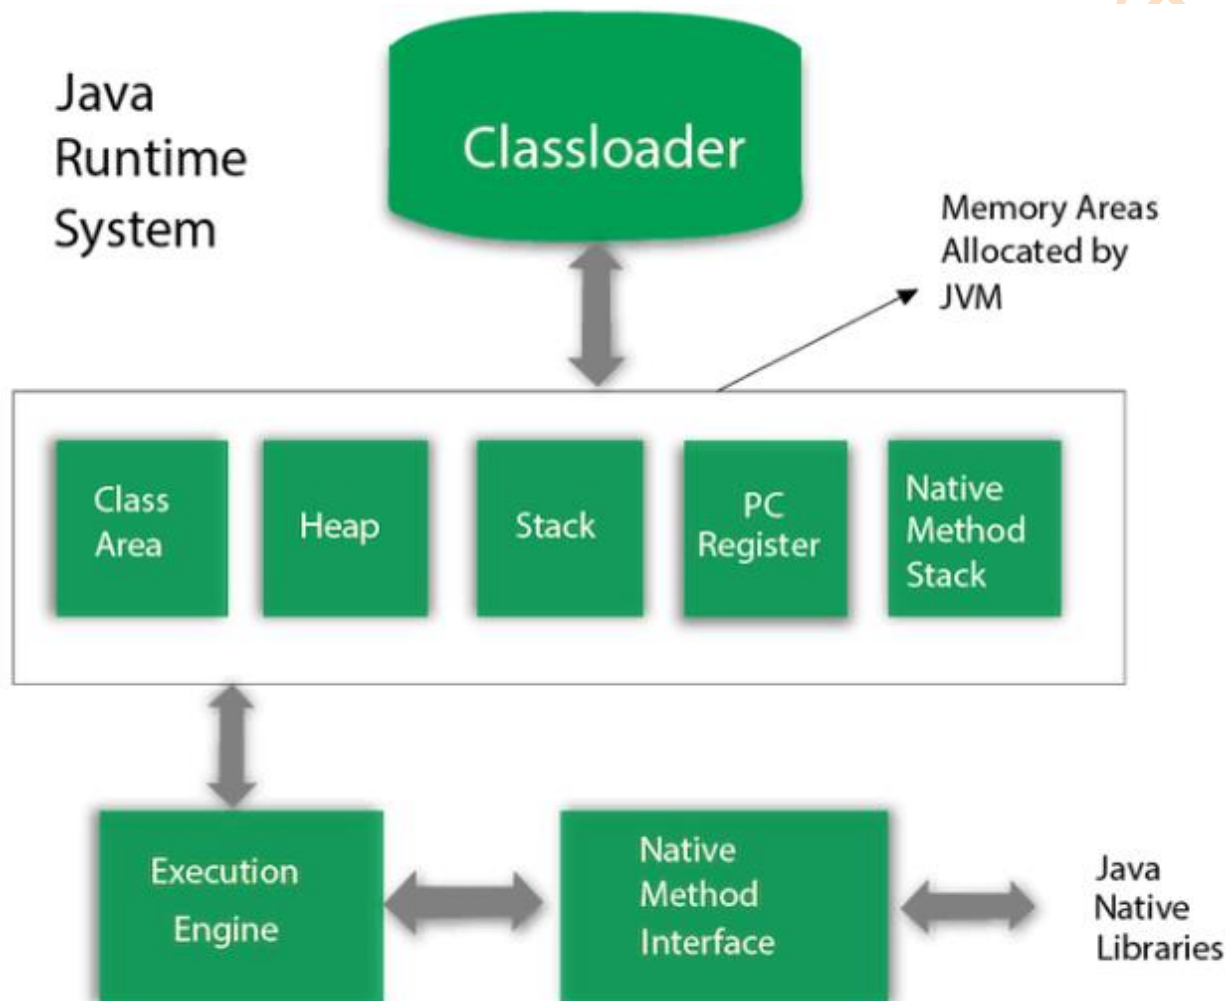 Java
Runtime
System
Classloader
Memory Areas
Allocated by
JVM
Class
Area
Heap
Stack
PC
Register
Native
Method
Stack
Execution
Engine
Native
Method
Interface
Java
Native
Libraries